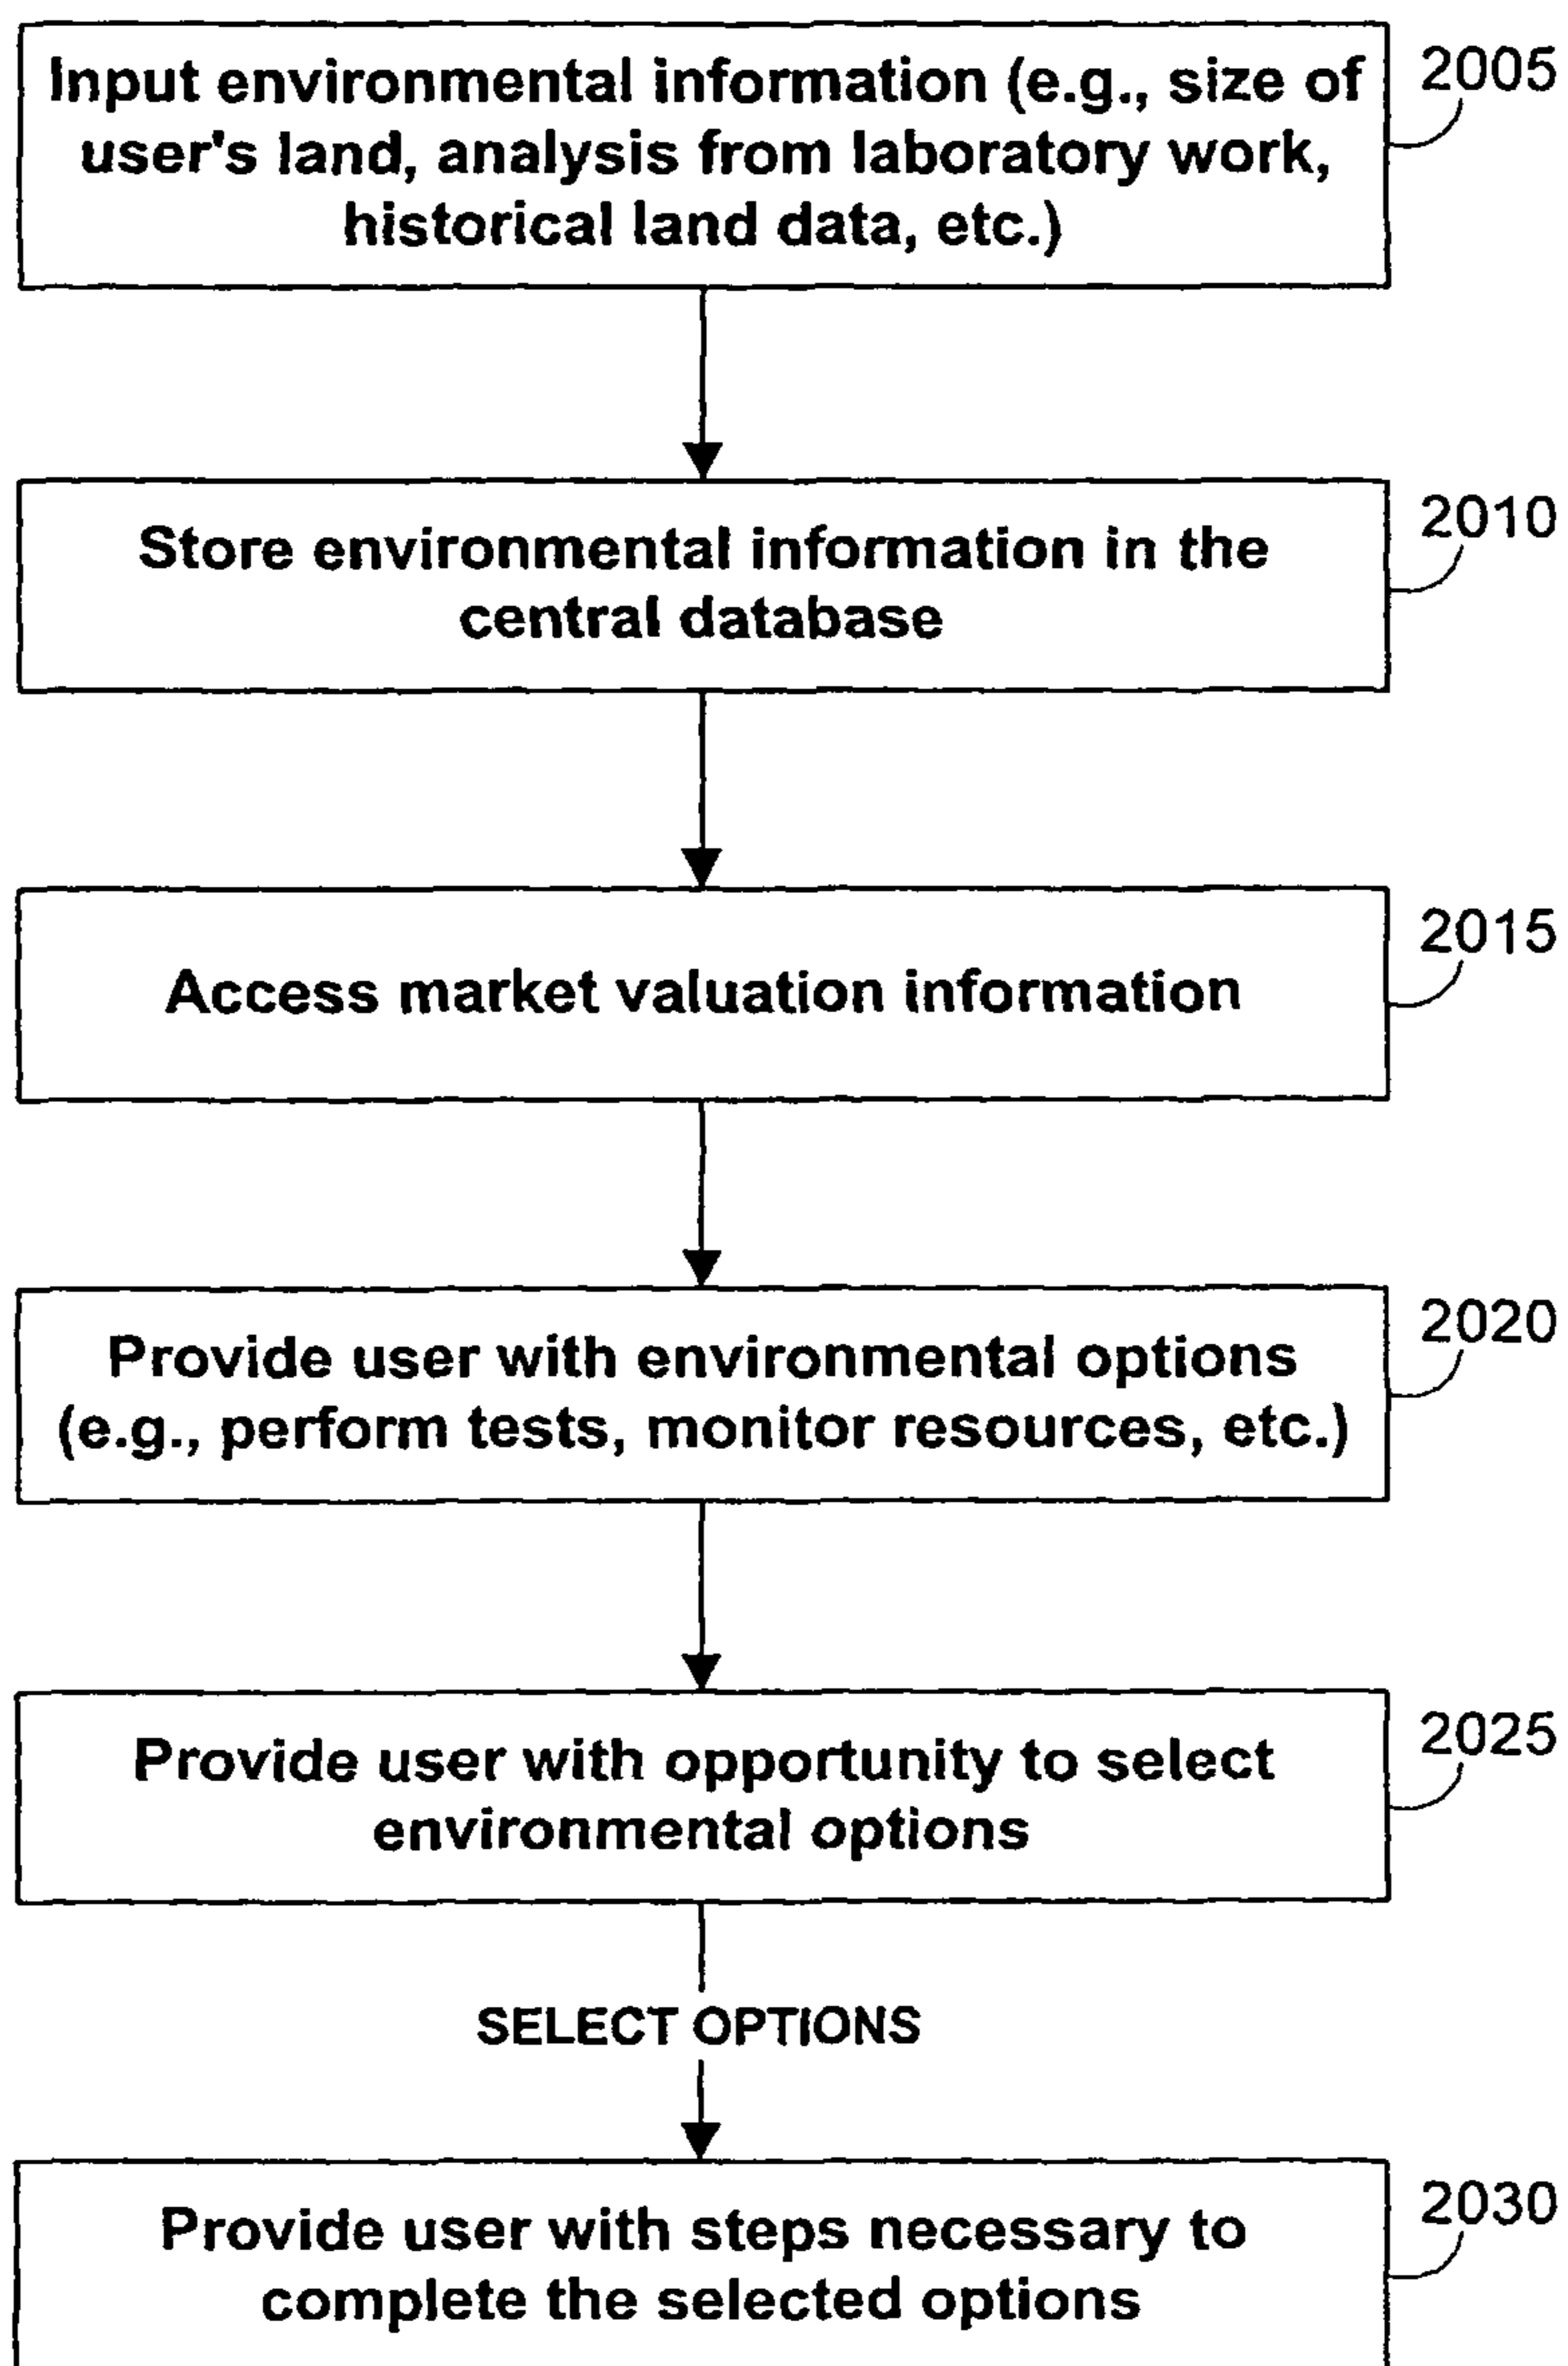 Input environmental information (e.g., size of
user's land, analysis from laboratory work,
historical land data, etc.)
2005
Store environmental information in the
central database
2010
Access market valuation information
2015
Provide user with environmental options
(e.g., perform tests, monitor resources, etc.)
2020
Provide user with opportunity to select
environmental options
2025
SELECT OPTIONS
Provide user with steps necessary to
complete the selected options
2030